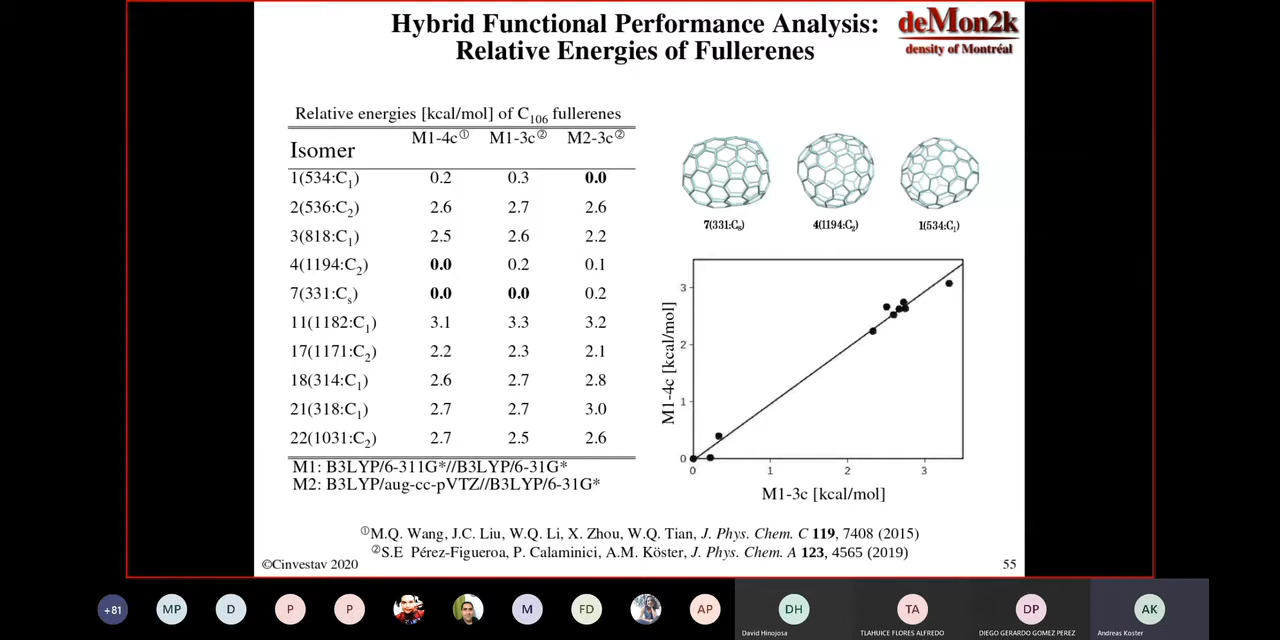 Hybrid Functional Performance Analysis:
Relative Energies of Fullerenes
deMon2k
density of Montréal
Relative energies [kcal/mol] of C106 fullerenes
Isomer M1-4c① M1-3c② M2-3c②
1(534:C1) 0.2 0.3 0.0
2(536:C2) 2.6 2.7 2.6
3(818:C1) 2.5 2.6 2.2
4(1194:C2) 0.0 0.2 0.1
7(331:Cs) 0.0 0.0 0.2
11(1182:C1) 3.1 3.3 3.2
17(1171:C2) 2.2 2.3 2.1
18(314:C1) 2.6 2.7 2.8
21(318:C1) 2.7 2.7 3.0
22(1031:C2) 2.7 2.5 2.6
M1: B3LYP/6-311G*//B3LYP/6-31G*
M2: B3LYP/aug-cc-pVTZ//B3LYP/6-31G*
7(331:Cs) 4(1194:C2) 1(534:C1)
M1-4c [kcal/mol]
3
2
1
0
0 1 2 3
M1-3c [kcal/mol]
①M.Q. Wang, J.C. Liu, W.Q. Li, X. Zhou, W.Q. Tian, J. Phys. Chem. C 119, 7408 (2015)
②S.E Pérez-Figueroa, P. Calaminici, A.M. Köster, J. Phys. Chem. A 123, 4565 (2019)
©Cinvestav 2020
55
+81 MP D P P M FD AP DH TA DP AK
David Hinojosa TLAHUICE FLORES ALFREDO DIEGO GERARDO GOMEZ PEREZ Andreas Koster